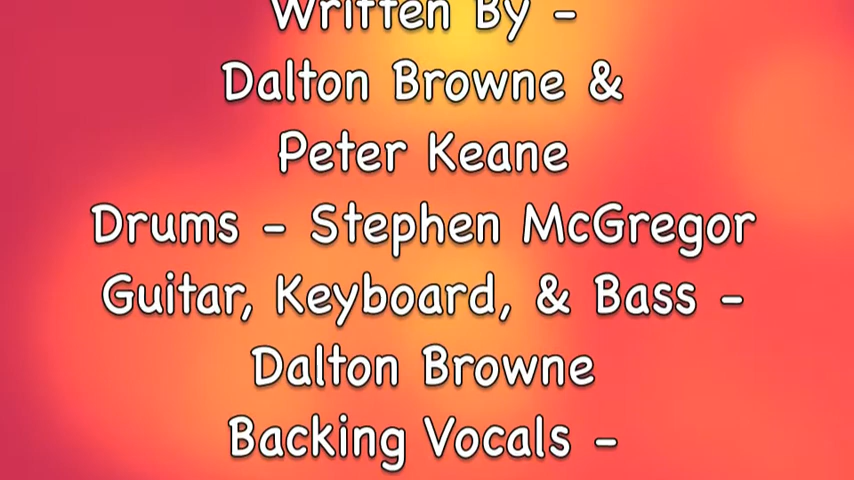 Written By -
Dalton Browne &
Peter Keane
Drums - Stephen McGregor
Guitar, Keyboard, & Bass -
Dalton Browne
Backing Vocals -